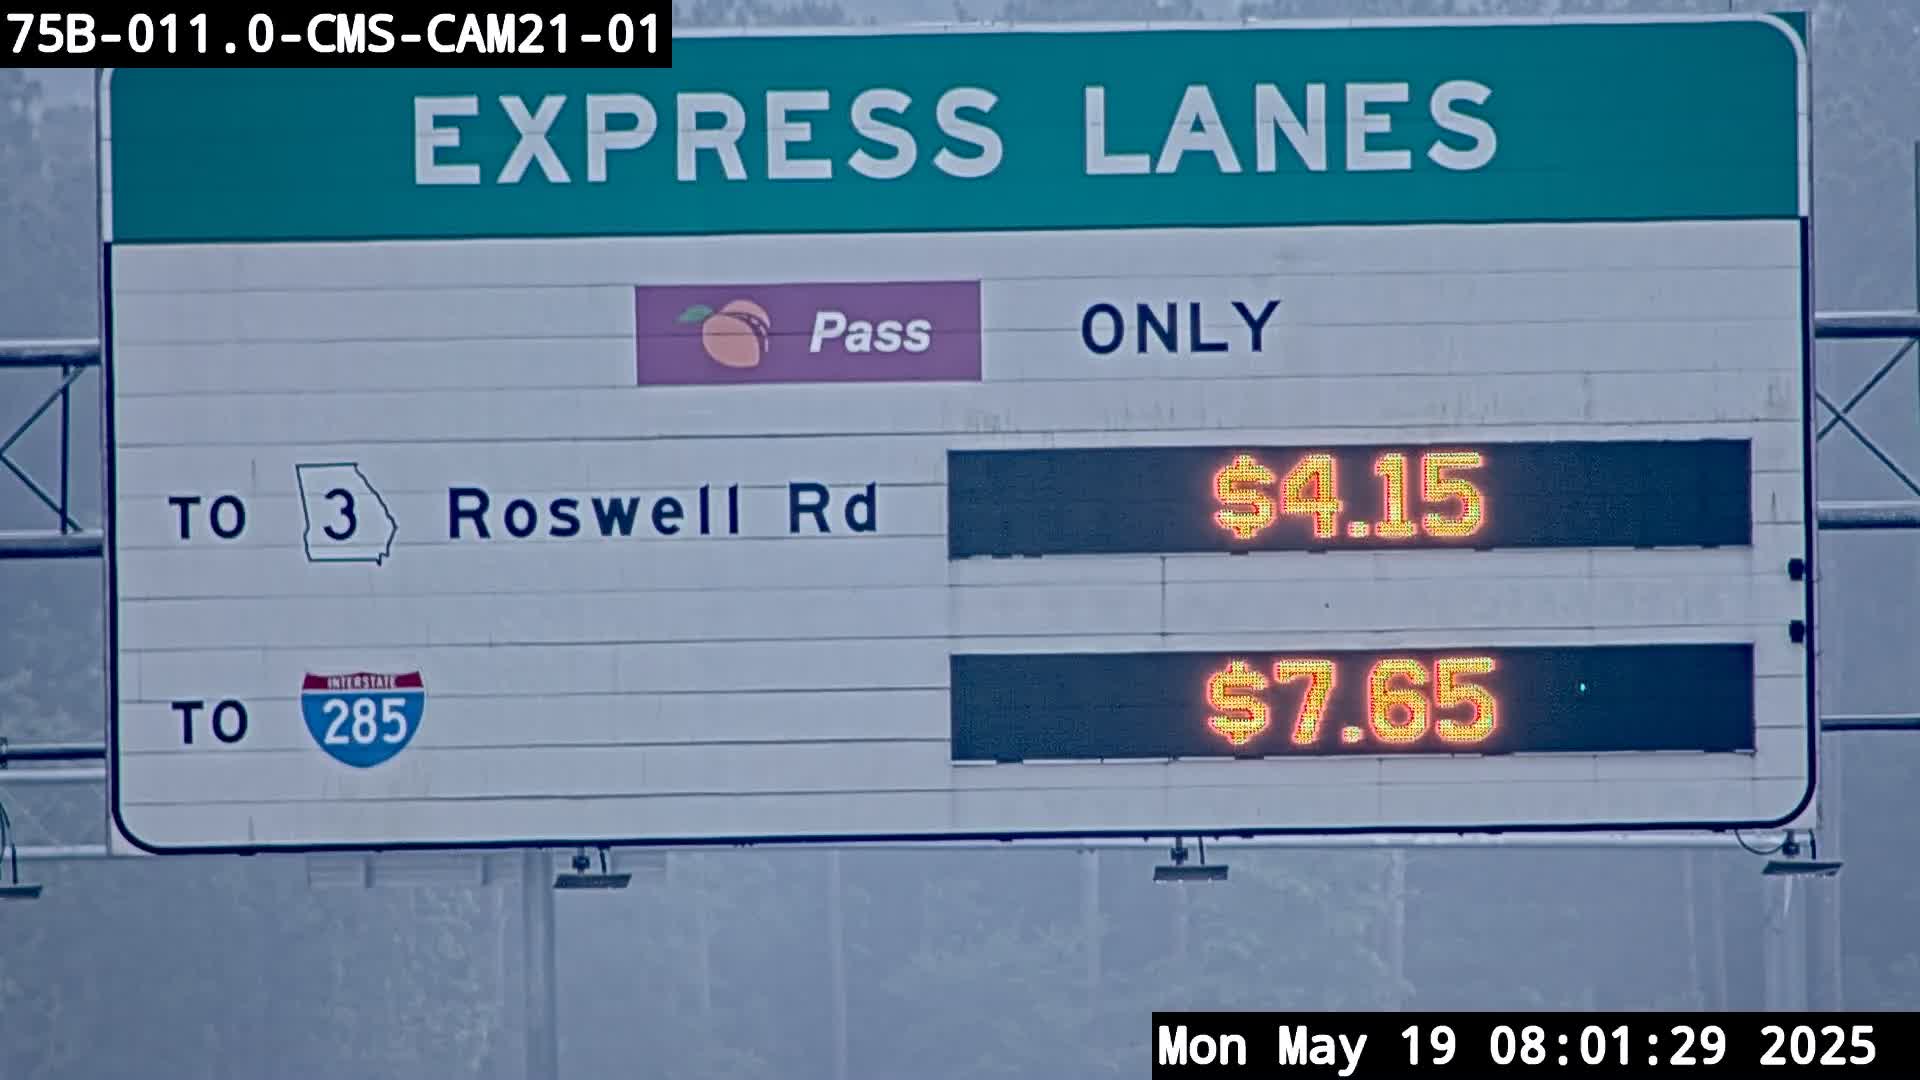 75B-011.0-CMS-CAM21-01
EXPRESS LANES
Pass ONLY
TO 3 Roswell Rd $4.15
INTERSTATE
TO 285 $7.65
Mon May 19 08:01:29 2025